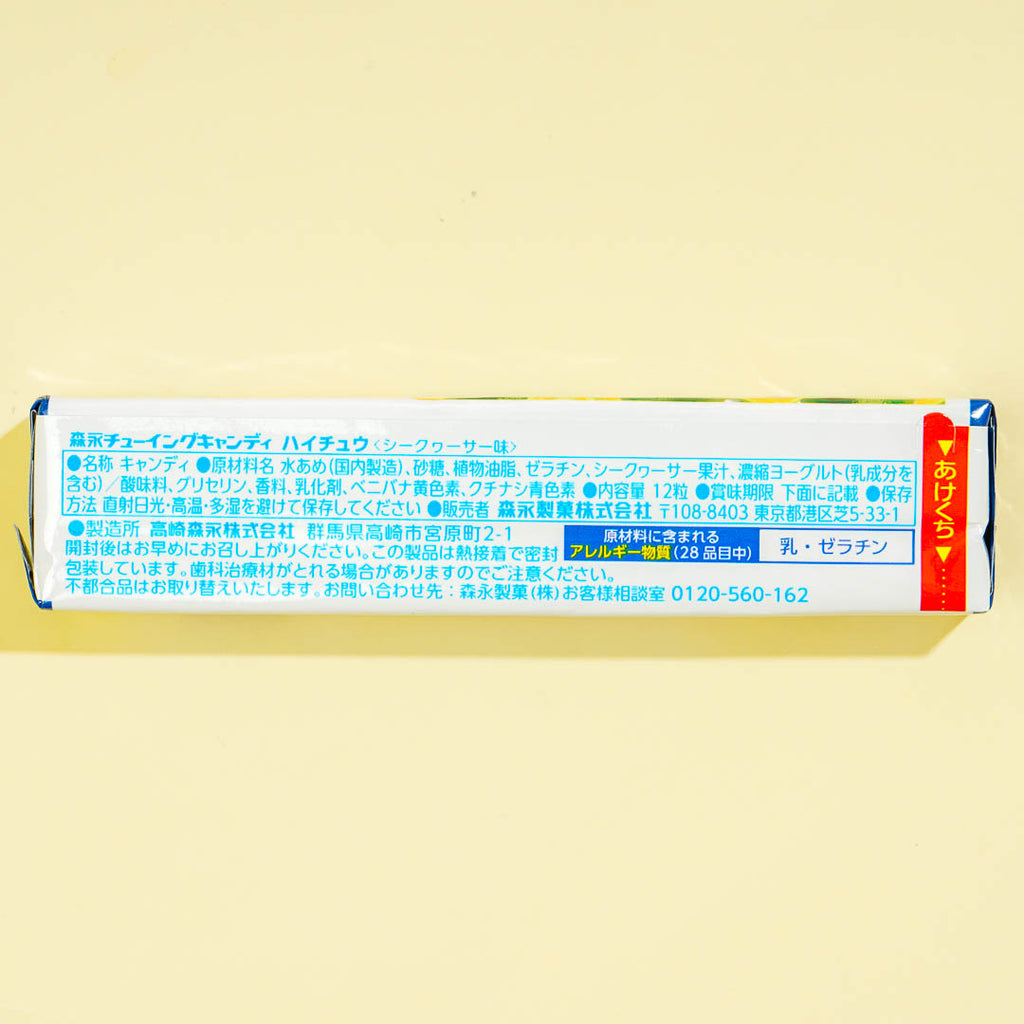 森永チューイングキャンディ ハイチュウ〈シークヮーサー味〉
●名称 キャンディ ●原材料名 水あめ(国内製造)、砂糖、植物油脂、ゼラチン、シークヮーサー果汁、濃縮ヨーグルト(乳成分を
含む)/酸味料、グリセリン、香料、乳化剤、ベニバナ黄色素、クチナシ青色素 ●内容量 12粒 ●賞味期限 下面に記載 ●保存
方法 直射日光・高温・多湿を避けて保存してください ●販売者 森永製菓株式会社 〒108-8403 東京都港区芝5-33-1
●製造所 高崎森永株式会社 群馬県高崎市宮原町2-1
開封後はお早めにお召し上がりください。この製品は熱接着で密封
包装しています。歯科治療材がとれる場合がありますのでご注意ください。
不都合品はお取り替えいたします。お問い合わせ先:森永製菓(株)お客様相談室 0120-560-162
原材料に含まれる
アレルギー物質(28品目中)
乳・ゼラチン
▼あけくち▼